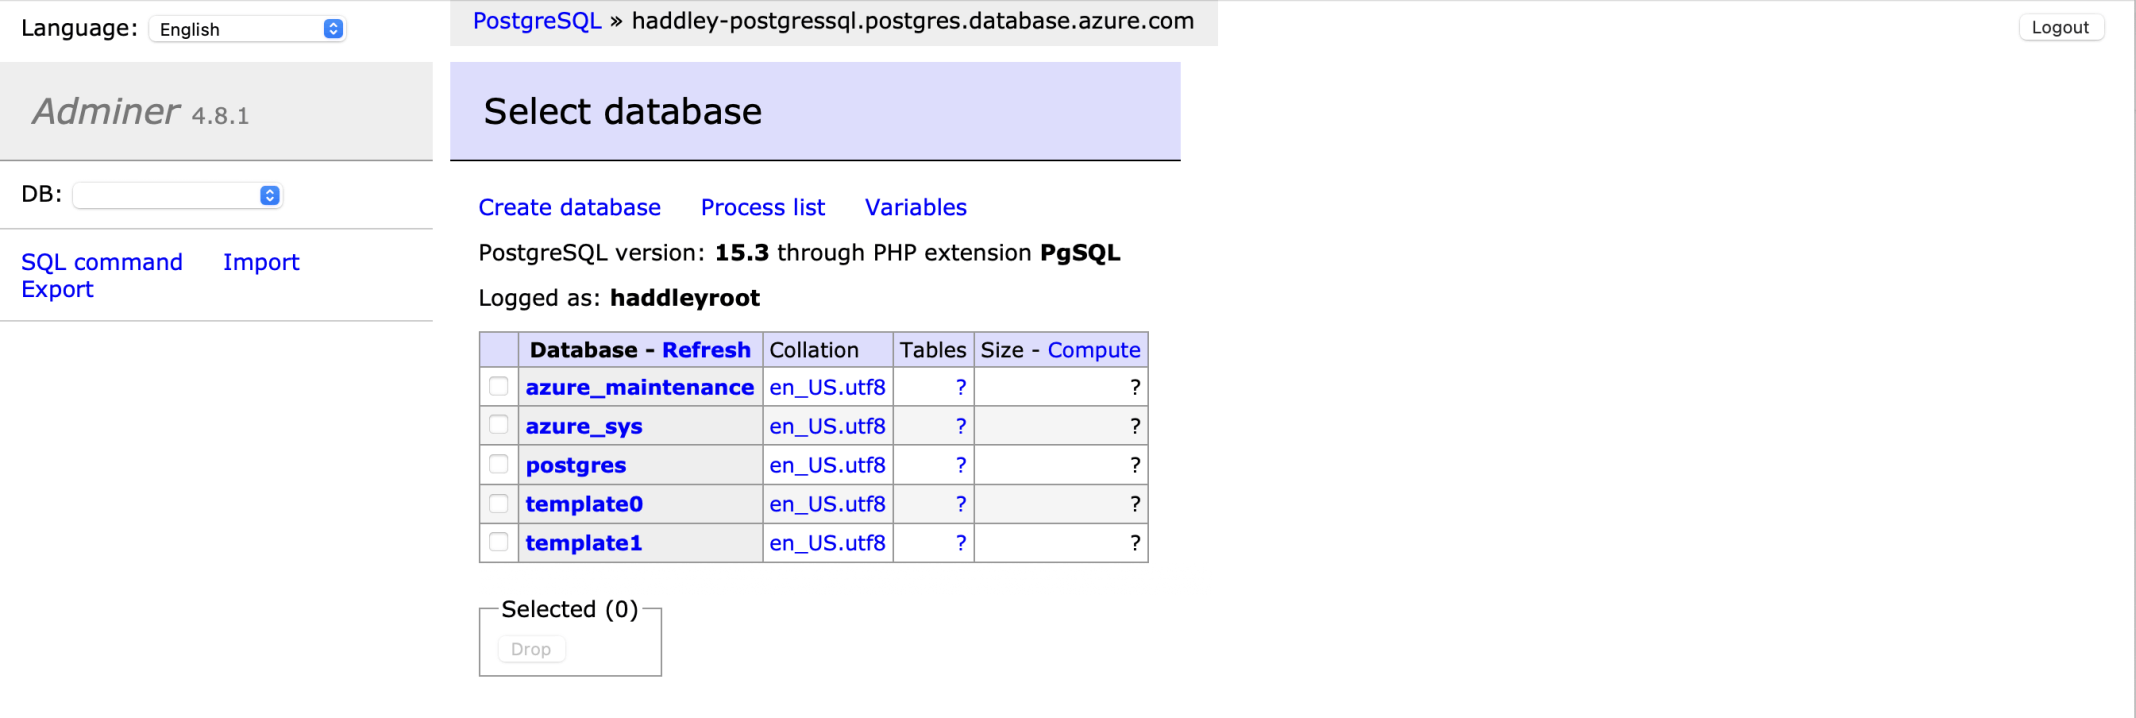 Language: English
PostgreSQL » haddley-postgressql.postgres.database.azure.com
Logout
Adminer 4.8.1
Select database
DB:
SQL command Import
Export
Create database Process list Variables
PostgreSQL version: 15.3 through PHP extension PgSQL
Logged as: haddleyroot
Database - Refresh Collation Tables Size - Compute
azure_maintenance en_US.utf8 ? ?
azure_sys en_US.utf8 ? ?
postgres en_US.utf8 ? ?
template0 en_US.utf8 ? ?
template1 en_US.utf8 ? ?
Selected (0)
Drop